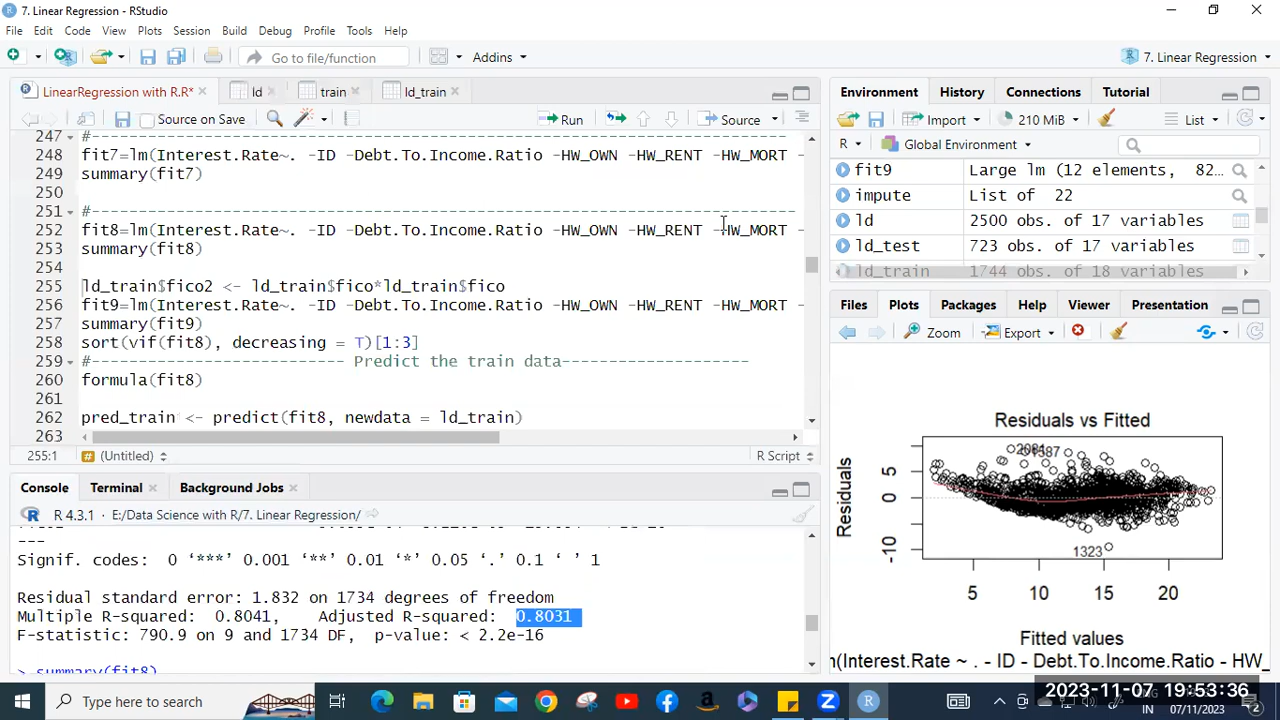 7. Linear Regression - RStudio
File Edit Code View Plots Session Build Debug Profile Tools Help
Go to file/function Addins 7. Linear Regression
LinearRegression with R.R* ld train ld_train
Source on Save Run Source
247 #---------------------------------------------------------------------------
248 fit7=lm(Interest.Rate~. -ID -Debt.To.Income.Ratio -HW_OWN -HW_RENT -HW_MORT -
249 summary(fit7)
250
251 #----------------------------------------------------------------------------
252 fit8=lm(Interest.Rate~. -ID -Debt.To.Income.Ratio -HW_OWN -HW_RENT -HW_MORT -
253 summary(fit8)
254
255 ld_train$fico2 <- ld_train$fico*ld_train$fico
256 fit9=lm(Interest.Rate~. -ID -Debt.To.Income.Ratio -HW_OWN -HW_RENT -HW_MORT -
257 summary(fit9)
258 sort(vif(fit8), decreasing = T)[1:3]
259 #--------------------------- Predict the train data--------------------
260 formula(fit8)
261
262 pred_train <- predict(fit8, newdata = ld_train)
263
255:1 # (Untitled) R Script
Console Terminal Background Jobs
R 4.3.1 · E:/Data Science with R/7. Linear Regression/
---
Signif. codes: 0 ‘***’ 0.001 ‘**’ 0.01 ‘*’ 0.05 ‘.’ 0.1 ‘ ’ 1
Residual standard error: 1.832 on 1734 degrees of freedom
Multiple R-squared: 0.8041, Adjusted R-squared: 0.8031
F-statistic: 790.9 on 9 and 1734 DF, p-value: < 2.2e-16
> summary(fit8)
Environment History Connections Tutorial
Import 210 MiB List
R Global Environment
fit9 Large lm (12 elements, 82...
impute List of 22
ld 2500 obs. of 17 variables
ld_test 723 obs. of 17 variables
ld_train 1744 obs. of 18 variables
Files Plots Packages Help Viewer Presentation
Zoom Export
Residuals vs Fitted
Residuals
5
0
-10
1323
5 10 15 20
Fitted values
m(Interest.Rate ~ . - ID - Debt.To.Income.Ratio - HW_
Type here to search
2023-11-07 19:53:36
07/11/2023